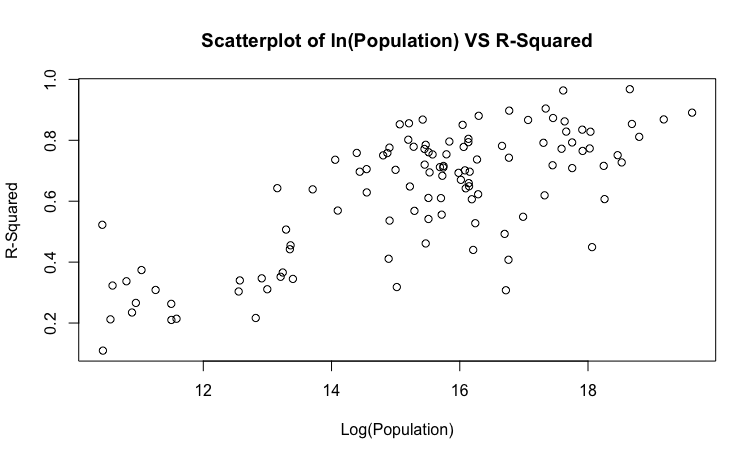 Scatterplot of ln(Population) VS R-Squared
R-Squared
1.0
0.8
0.6
0.4
0.2
12 14 16 18
Log(Population)